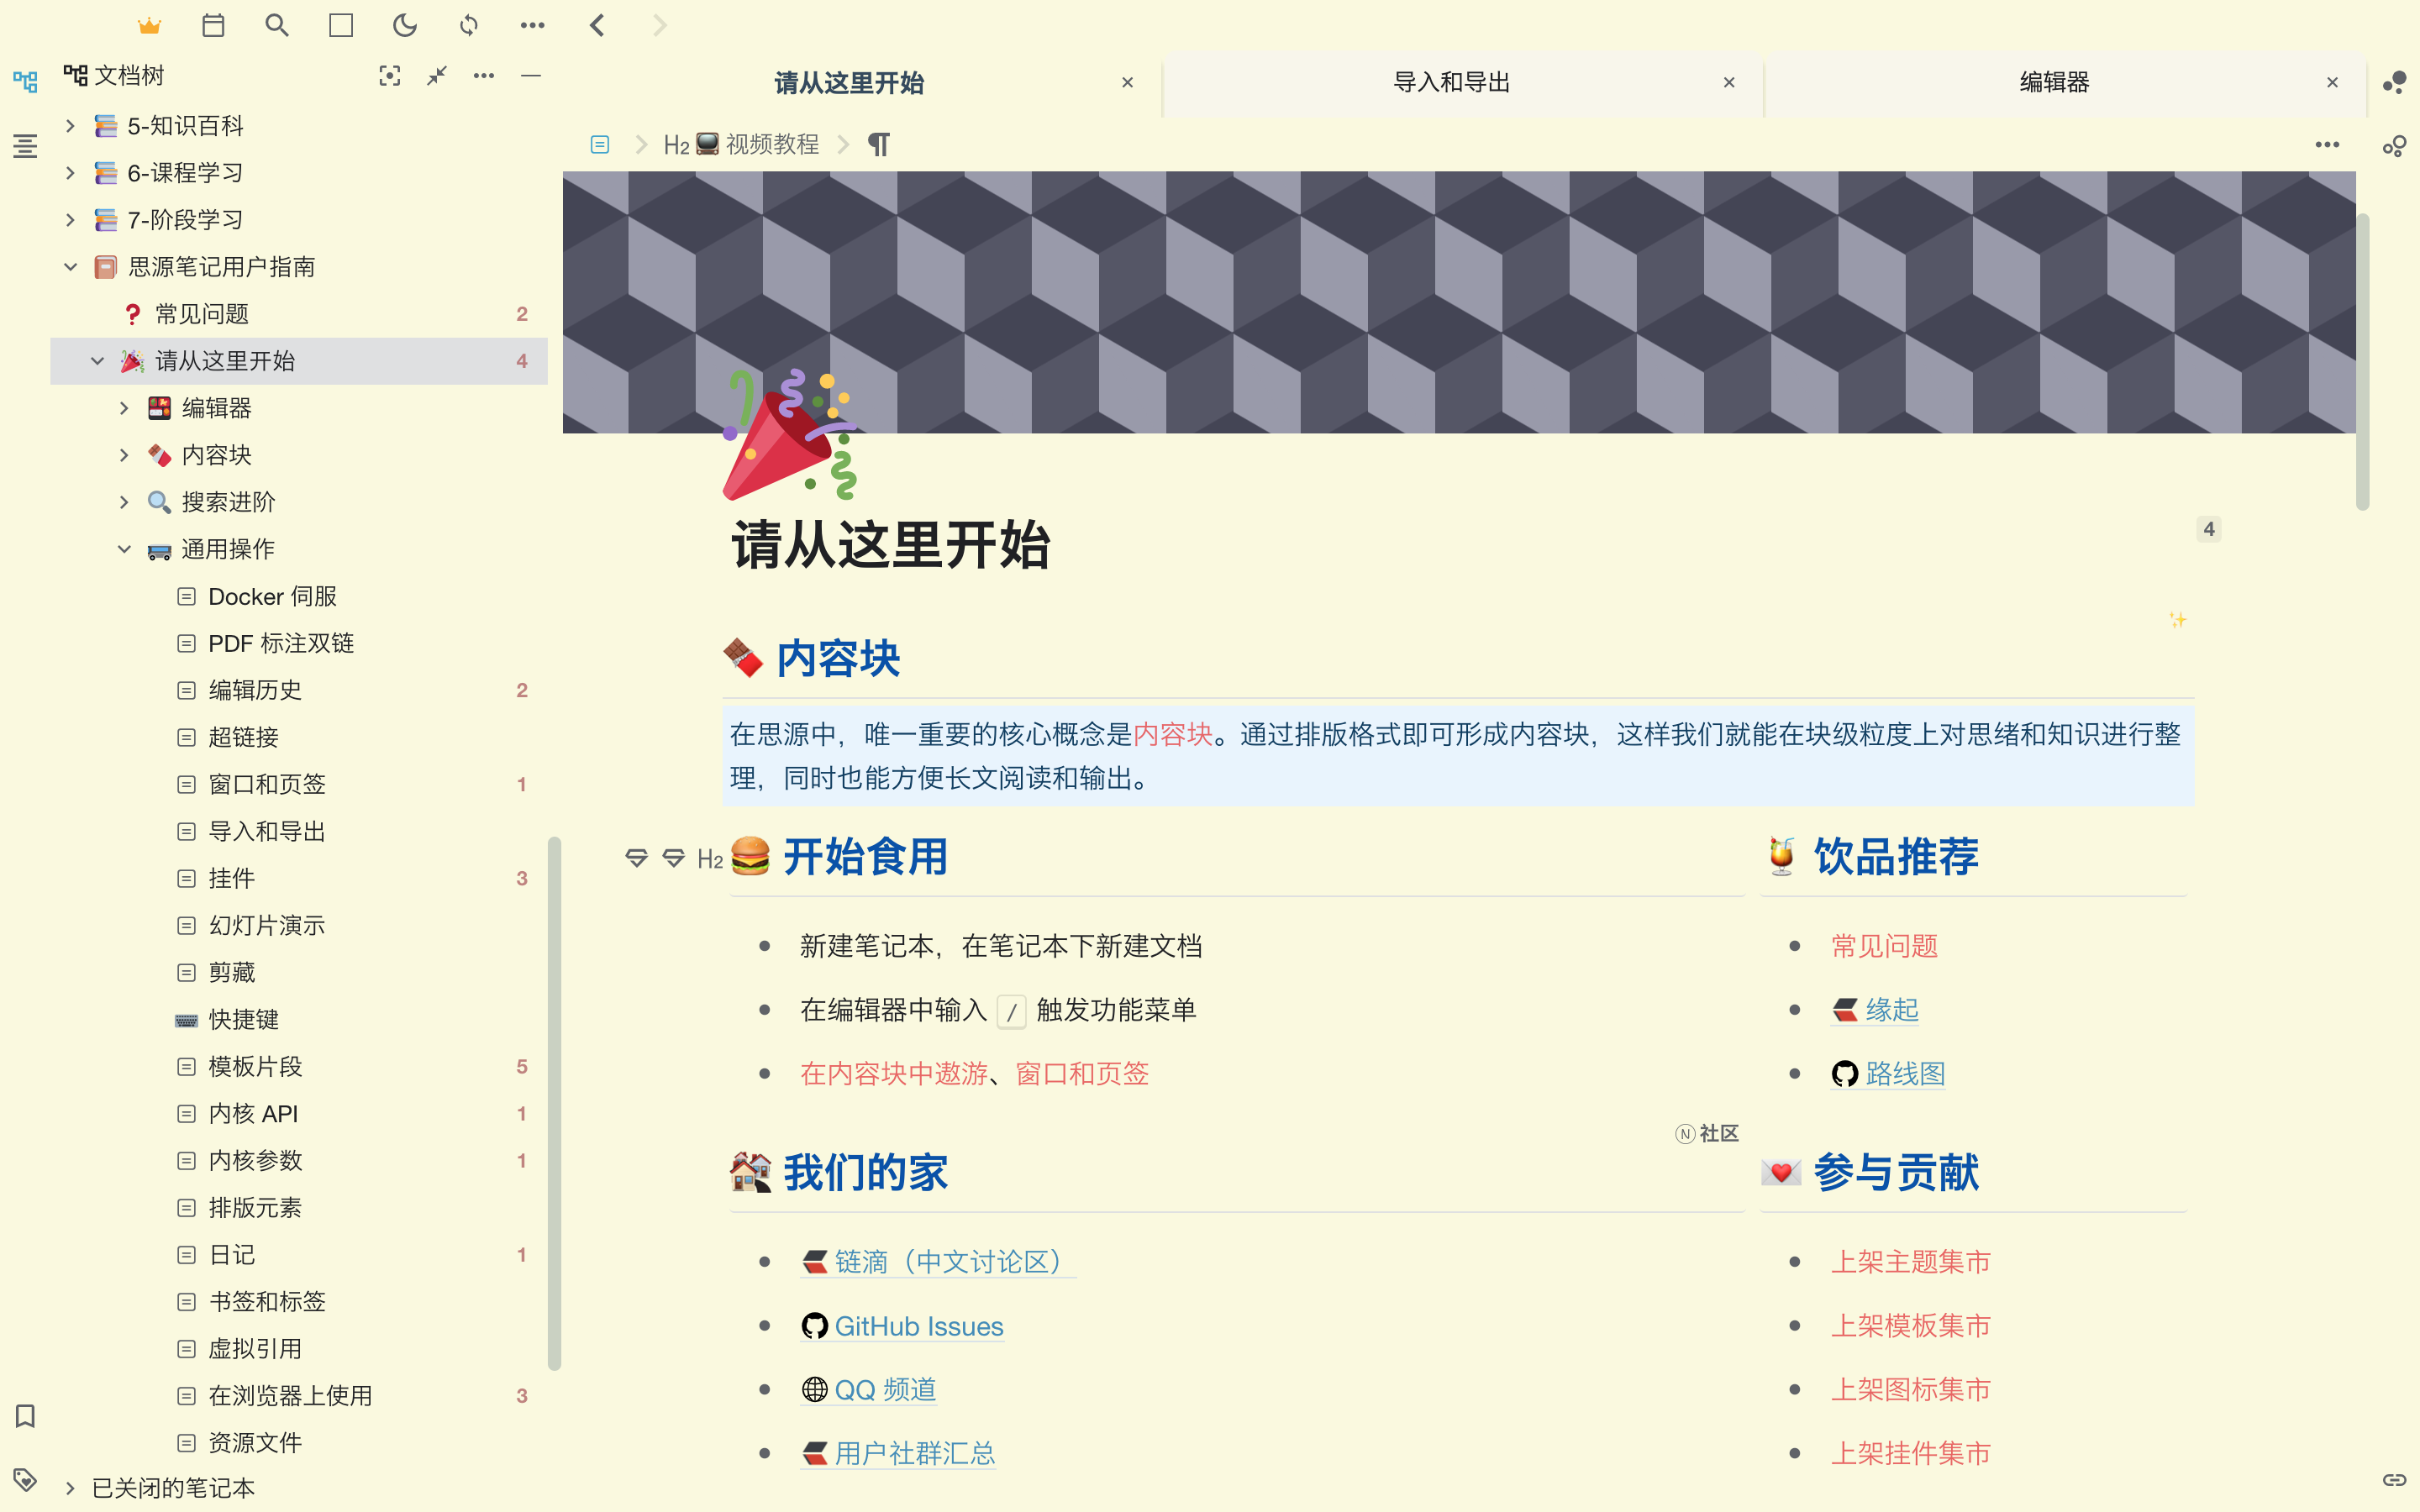 文档树
5-知识百科
6-课程学习
7-阶段学习
思源笔记用户指南
常见问题 2
请从这里开始 4
编辑器
内容块
搜索进阶
通用操作
Docker 伺服
PDF 标注双链
编辑历史 2
超链接
窗口和页签 1
导入和导出
挂件 3
幻灯片演示
剪藏
快捷键
模板片段 5
内核 API 1
内核参数 1
排版元素
日记 1
书签和标签
虚拟引用
在浏览器上使用 3
资源文件
已关闭的笔记本
请从这里开始 导入和导出 编辑器
H2 视频教程
请从这里开始
4
内容块
在思源中，唯一重要的核心概念是内容块。通过排版格式即可形成内容块，这样我们就能在块级粒度上对思绪和知识进行整
理，同时也能方便长文阅读和输出。
H2 开始食用
新建笔记本，在笔记本下新建文档
在编辑器中输入 / 触发功能菜单
在内容块中遨游、窗口和页签
饮品推荐
常见问题
缘起
路线图
N 社区
我们的家
链滴（中文讨论区）
GitHub Issues
QQ 频道
用户社群汇总
参与贡献
上架主题集市
上架模板集市
上架图标集市
上架挂件集市